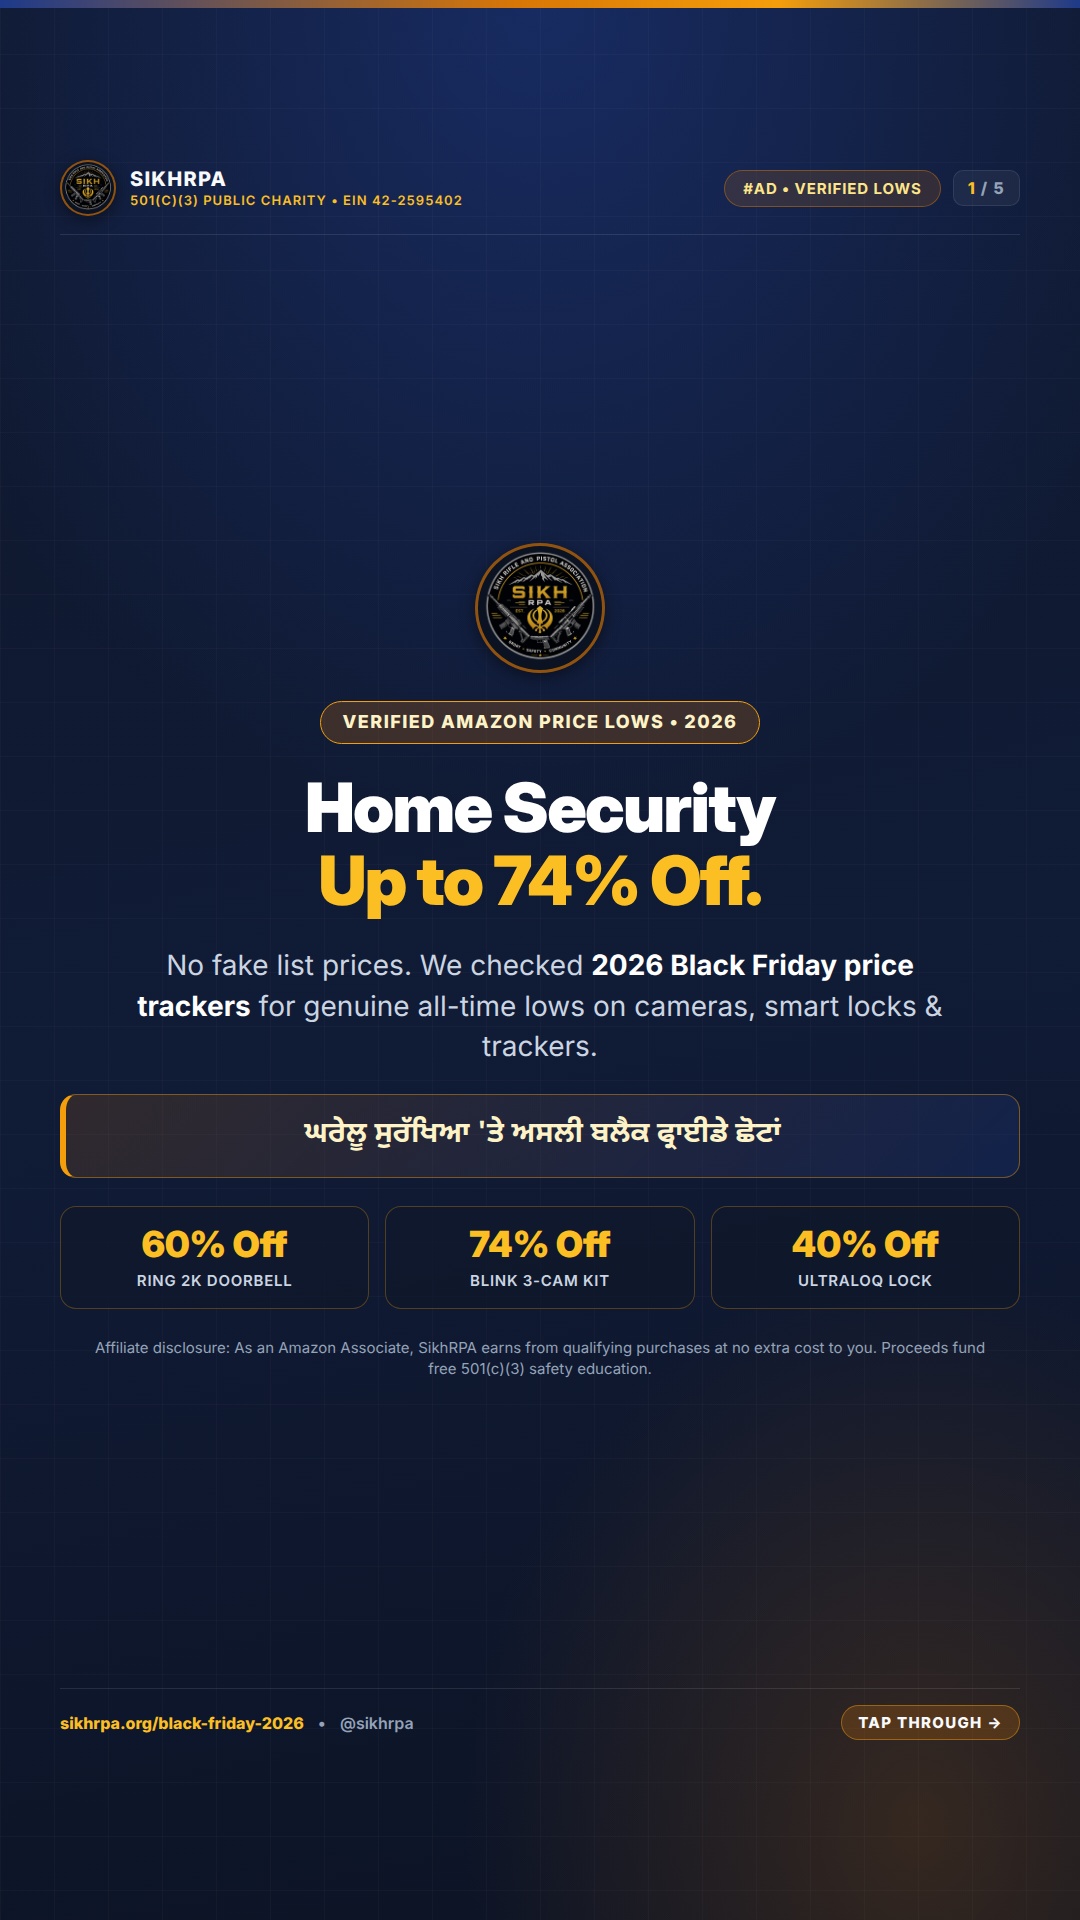 SIKHRPA
501(C)(3) PUBLIC CHARITY • EIN 42-2595402
#AD • VERIFIED LOWS
1 / 5
SIKH RIFLE AND PISTOL ASSOCIATION
SIKH
RPA
VERIFIED AMAZON PRICE LOWS • 2026
Home Security
Up to 74% Off.
No fake list prices. We checked 2026 Black Friday price
trackers for genuine all-time lows on cameras, smart locks &
trackers.
ਘਰੇਲੂ ਸੁਰੱਖਿਆ 'ਤੇ ਅਸਲੀ ਬਲੈਕ ਫ੍ਰਾਈਡੇ ਛੋਟਾਂ
60% Off
RING 2K DOORBELL
74% Off
BLINK 3-CAM KIT
40% Off
ULTRALOQ LOCK
Affiliate disclosure: As an Amazon Associate, SikhRPA earns from qualifying purchases at no extra cost to you. Proceeds fund
free 501(c)(3) safety education.
sikhrpa.org/black-friday-2026 • @sikhrpa
TAP THROUGH →